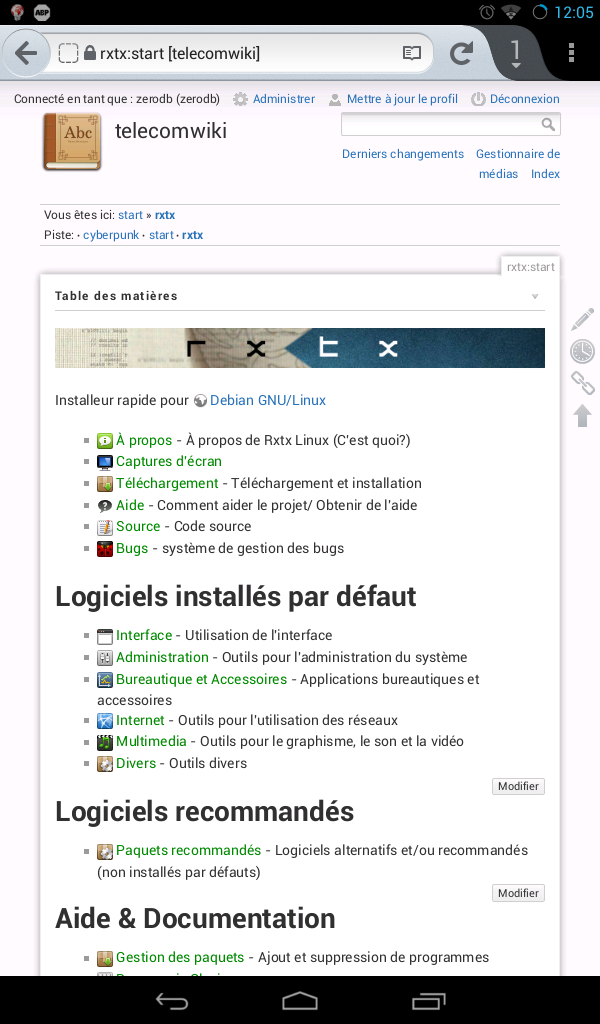 ABP
12:05
rxtx:start [telecomwiki]
1
Connecté en tant que : zerodb (zerodb) Administrer Mettre à jour le profil Déconnexion
Abc
telecomwiki
Derniers changements Gestionnaire de
médias Index
Vous êtes ici: start » rxtx
Piste: • cyberpunk • start • rxtx
rxtx:start
Table des matières
r x t x
Installeur rapide pour Debian GNU/Linux
À propos - À propos de Rxtx Linux (C'est quoi?)
Captures d'écran
Téléchargement - Téléchargement et installation
Aide - Comment aider le projet/ Obtenir de l'aide
Source - Code source
Bugs - système de gestion des bugs
Logiciels installés par défaut
Interface - Utilisation de l'interface
Administration - Outils pour l'administration du système
Bureautique et Accessoires - Applications bureautiques et
accessoires
Internet - Outils pour l'utilisation des réseaux
Multimedia - Outils pour le graphisme, le son et la vidéo
Divers - Outils divers
Modifier
Logiciels recommandés
Paquets recommandés - Logiciels alternatifs et/ou recommandés
(non installés par défauts)
Modifier
Aide & Documentation
Gestion des paquets - Ajout et suppression de programmes